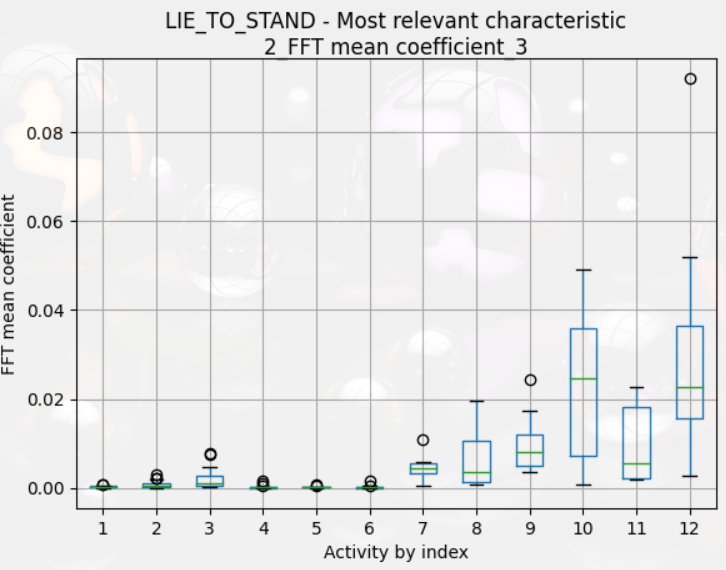 LIE_TO_STAND - Most relevant characteristic
2_FFT mean coefficient_3
FFT mean coefficient
0.08
0.06
0.04
0.02
0.00
1 2 3 4 5 6 7 8 9 10 11 12
Activity by index